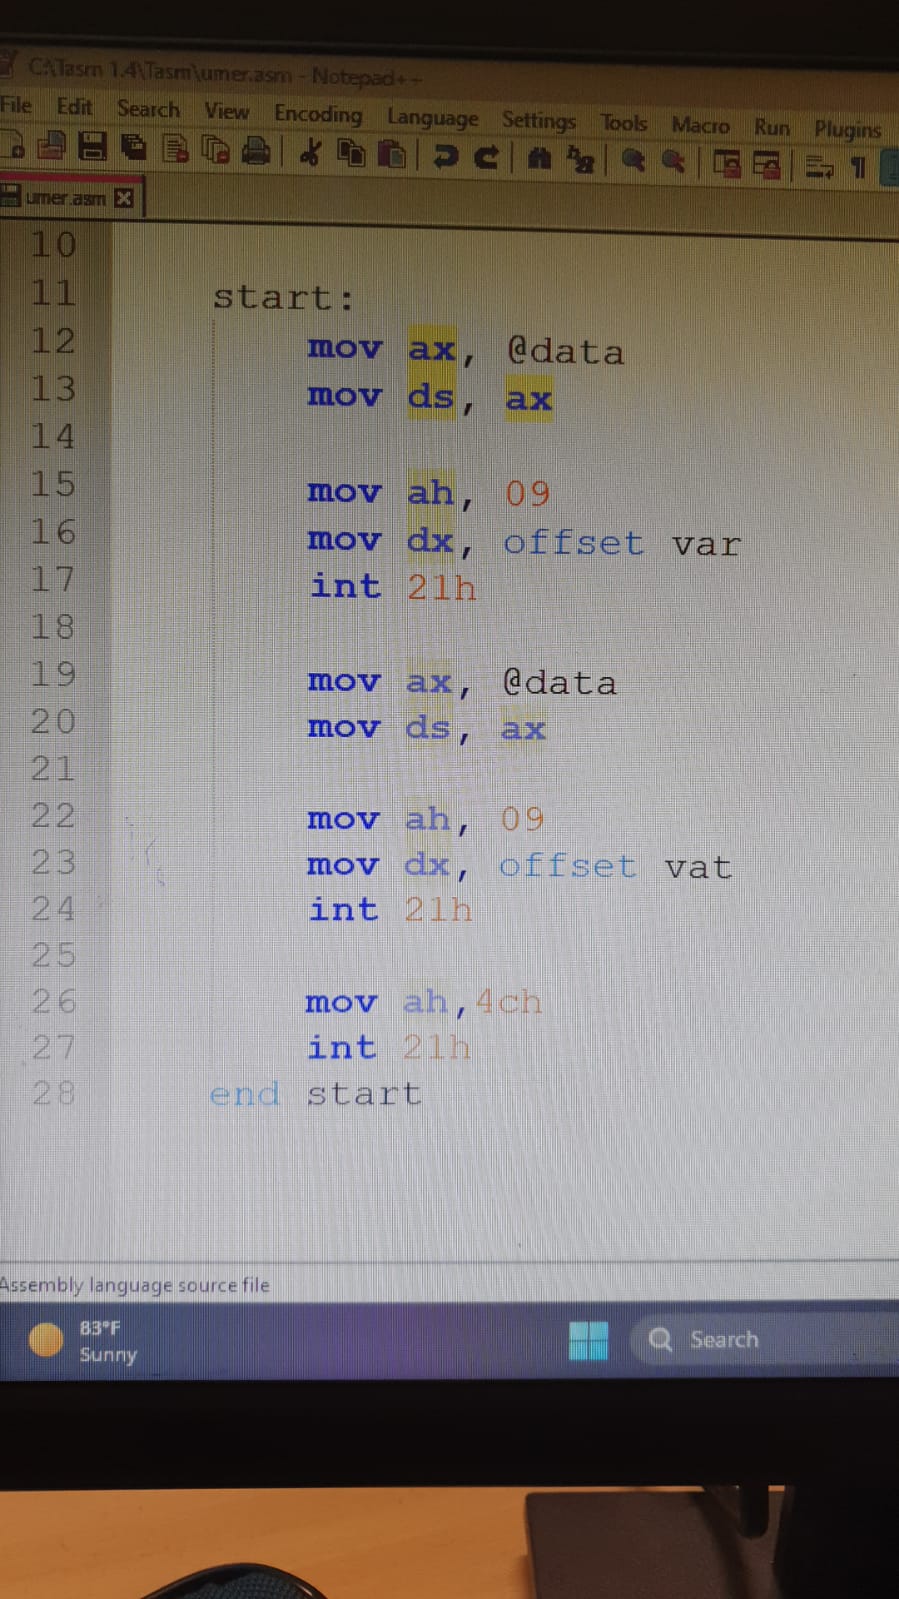 C:\Tasm 1.4\Tasm\umer.asm - Notepad++
File Edit Search View Encoding Language Settings Tools Macro Run Plugins
umer.asm
10
11 start:
12 mov ax, @data
13 mov ds, ax
14
15 mov ah, 09
16 mov dx, offset var
17 int 21h
18
19 mov ax, @data
20 mov ds, ax
21
22 mov ah, 09
23 mov dx, offset vat
24 int 21h
25
26 mov ah,4ch
27 int 21h
28 end start
Assembly language source file
83°F
Sunny
Search